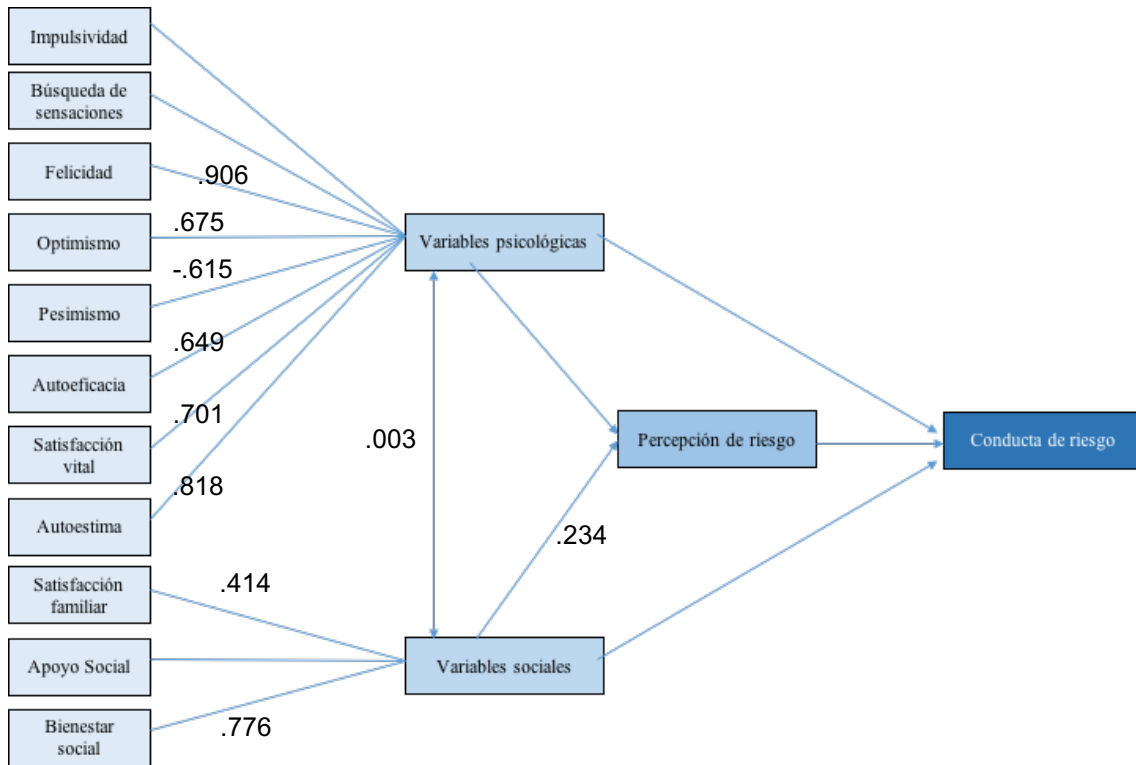 Impulsividad
Búsqueda de
sensaciones
Felicidad
.906
Optimismo
.675
Variables psicológicas
-.615
Pesimismo
.649
Autoeficacia
.701
Satisfacción
vital
.003
Percepción de riesgo
Conducta de riesgo
.818
Autoestima
.234
Satisfacción
familiar
.414
Apoyo Social
Variables sociales
Bienestar
social
.776